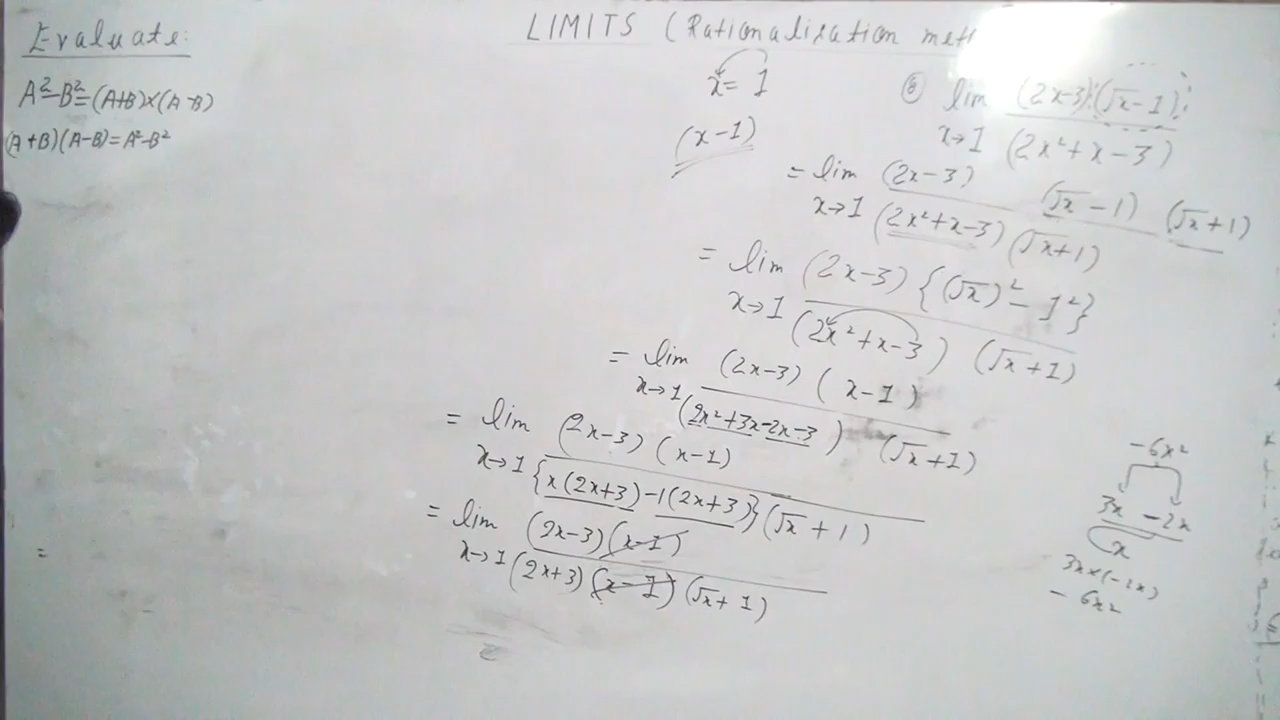 Evaluate:
LIMITS (Rationalization met
A²-B²=(A+B)×(A-B)
(A+B)(A-B)=A²-B²
x=1
(x-1)
⑧ lim (2x-3)(√x-1)
x→1 (2x²+x-3)
= lim (2x-3) (√x-1) (√x+1)
x→1 (2x²+x-3)(√x+1)
= lim (2x-3){(√x)²-1²}
x→1 (2x²+x-3) (√x+1)
= lim (2x-3)(x-1)
x→1 (2x²+3x-2x-3) (√x+1)
= lim (2x-3)(x-1)
x→1 {x(2x+3)-1(2x+3)}(√x+1)
= lim (2x-3)(x-1)
x→1 (2x+3)(x-1)(√x+1)
=
-6x²
3x -2x
x
3x×(-2x)
-6x²